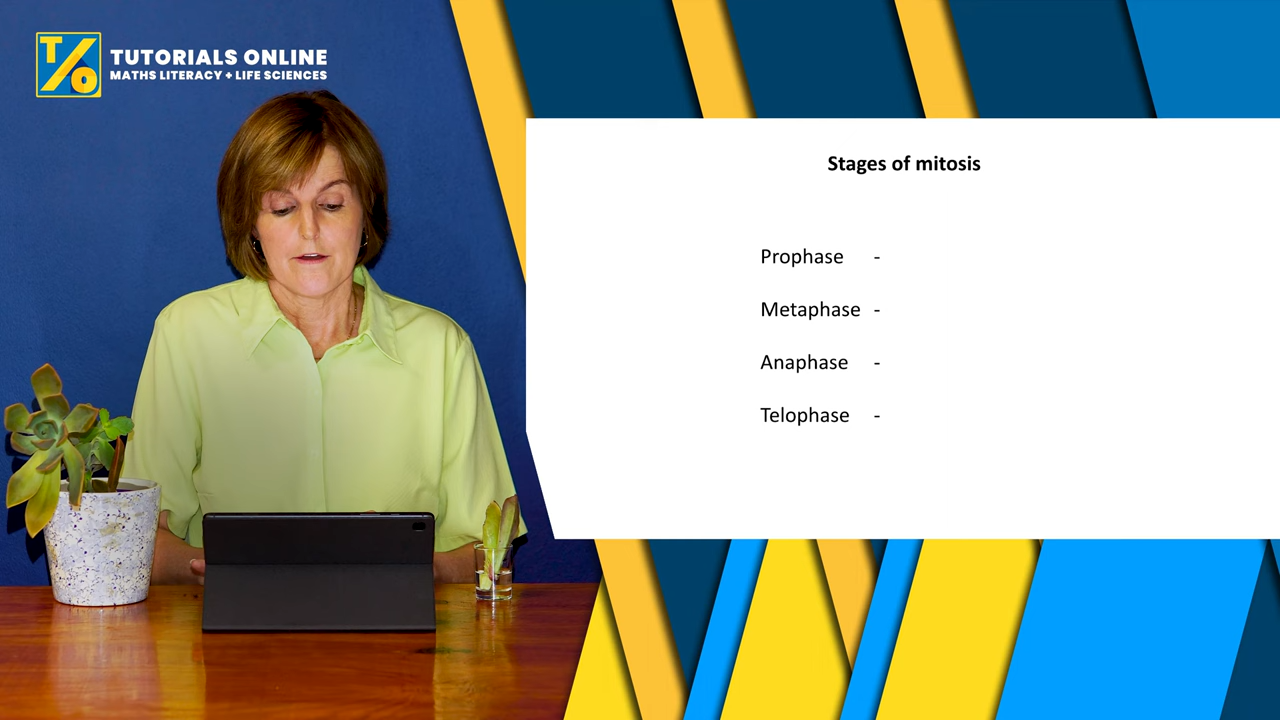 T/O
TUTORIALS ONLINE
MATHS LITERACY + LIFE SCIENCES
Stages of mitosis
Prophase -
Metaphase -
Anaphase -
Telophase -